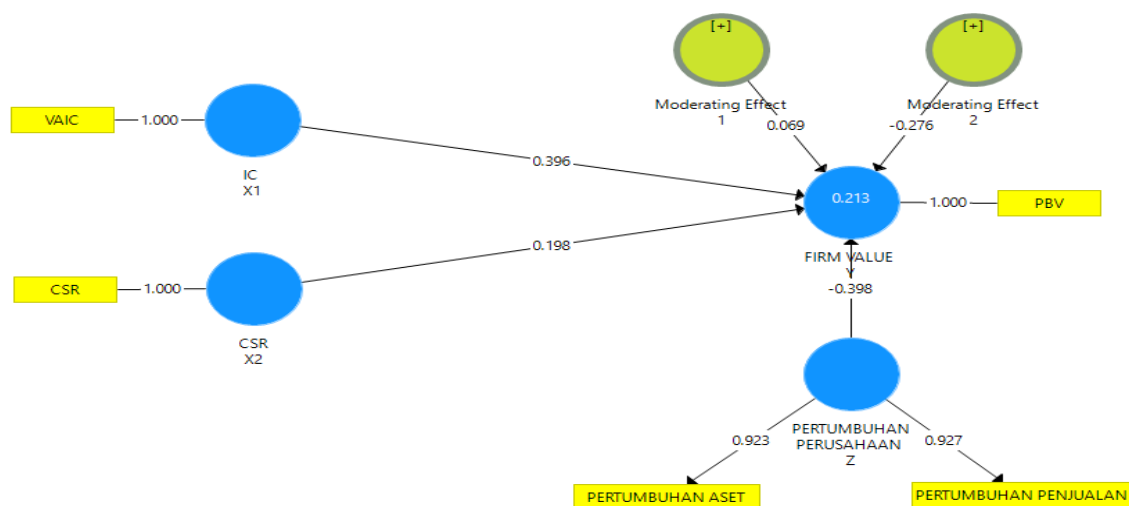 [+]
[+]
Moderating Effect
1
Moderating Effect
2
0.069
-0.276
VAIC
1.000
IC
X1
0.396
0.213
1.000
PBV
FIRM VALUE
Y
0.198
CSR
1.000
CSR
X2
-0.398
PERTUMBUHAN
PERUSAHAAN
Z
0.923
0.927
PERTUMBUHAN ASET
PERTUMBUHAN PENJUALAN